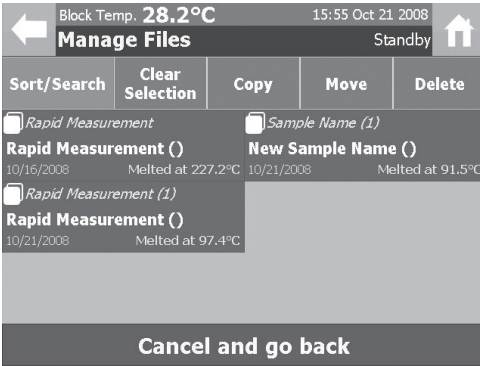 Block Temp. 28.2°C 15:55 Oct 21 2008
Manage Files Standby
Sort/Search Clear Selection Copy Move Delete
Rapid Measurement
Rapid Measurement ()
10/16/2008 Melted at 227.2°C
Sample Name (1)
New Sample Name ()
10/21/2008 Melted at 91.5°C
Rapid Measurement (1)
Rapid Measurement ()
10/21/2008 Melted at 97.4°C
Cancel and go back